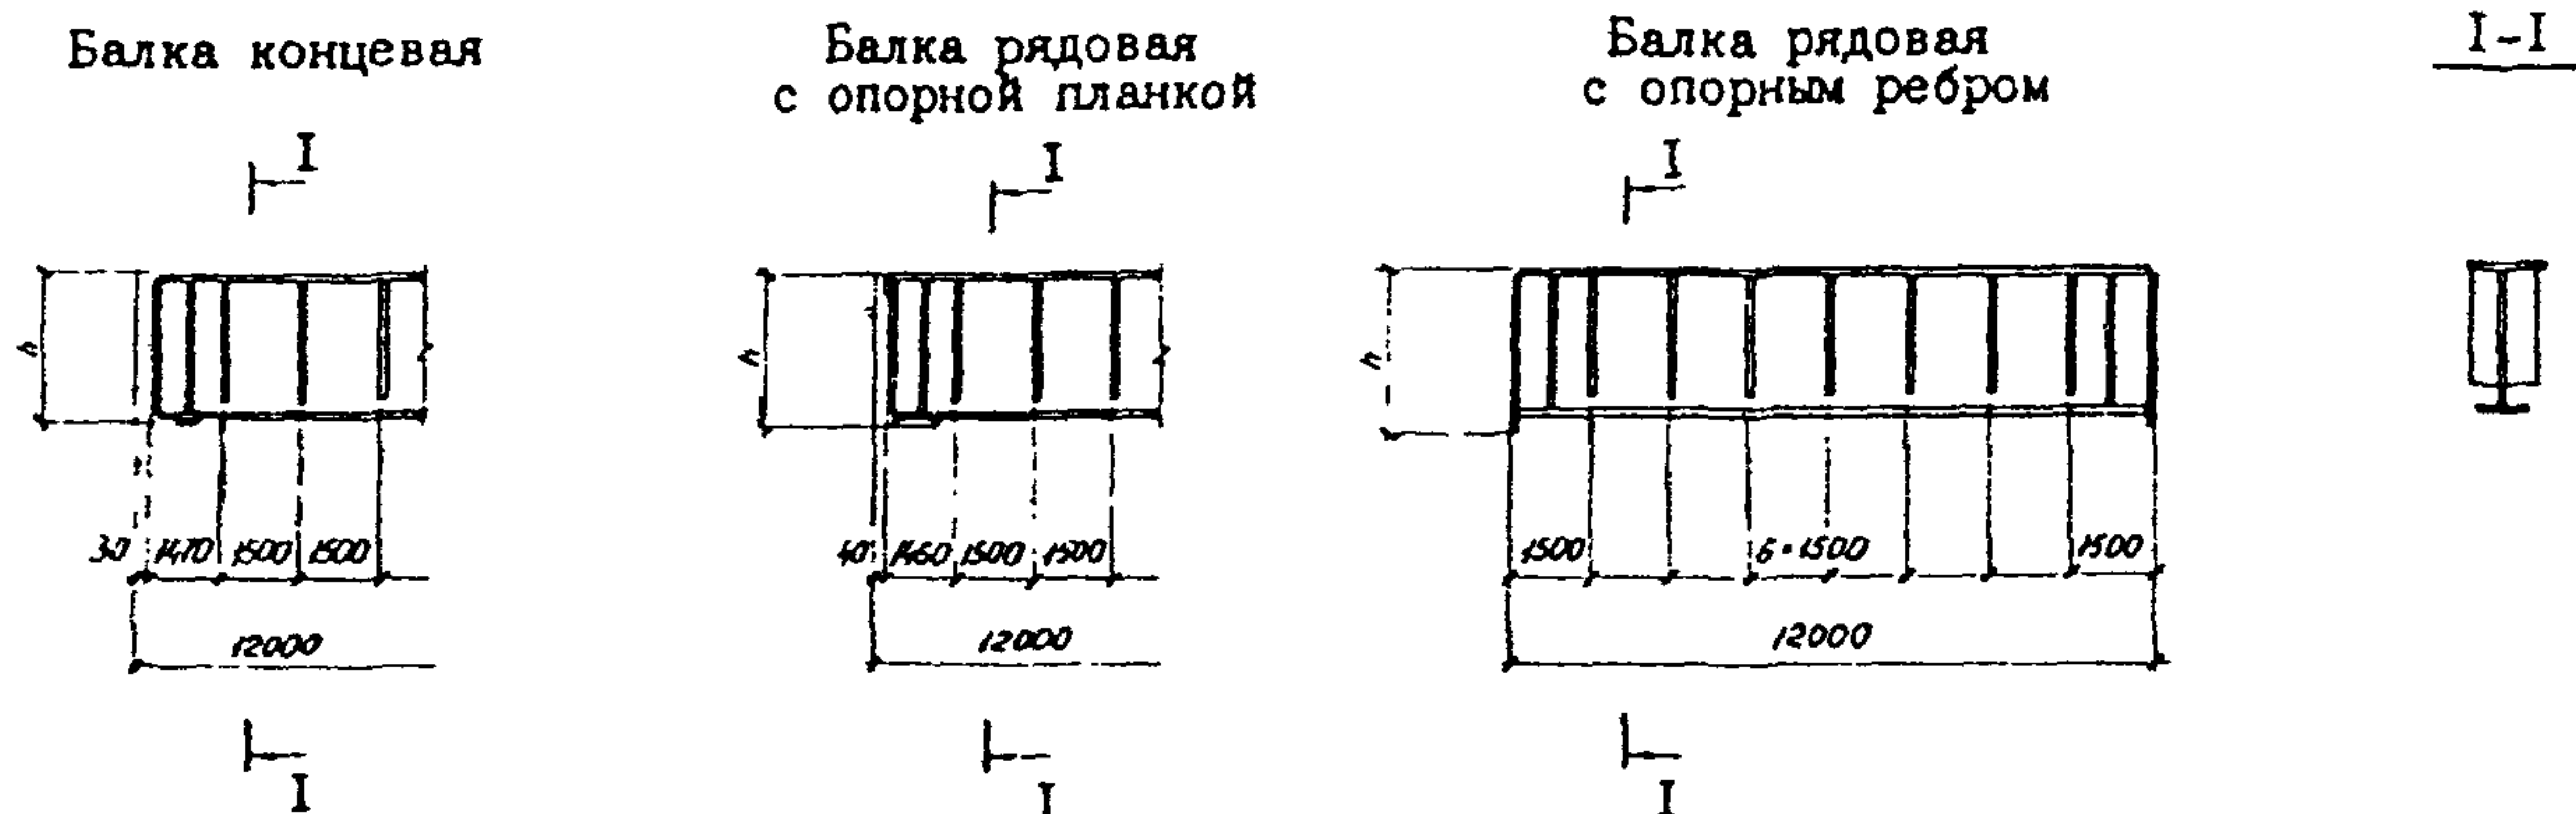 Балка концевая
Балка рядовая
с опорной планкой
Балка рядовая
с опорным ребром
I-I
I
I
I
h
h
h
30 1470 1500 1500
40 1460 1500 1500
1500 6×1500 1500
12000
12000
12000
I
I
I